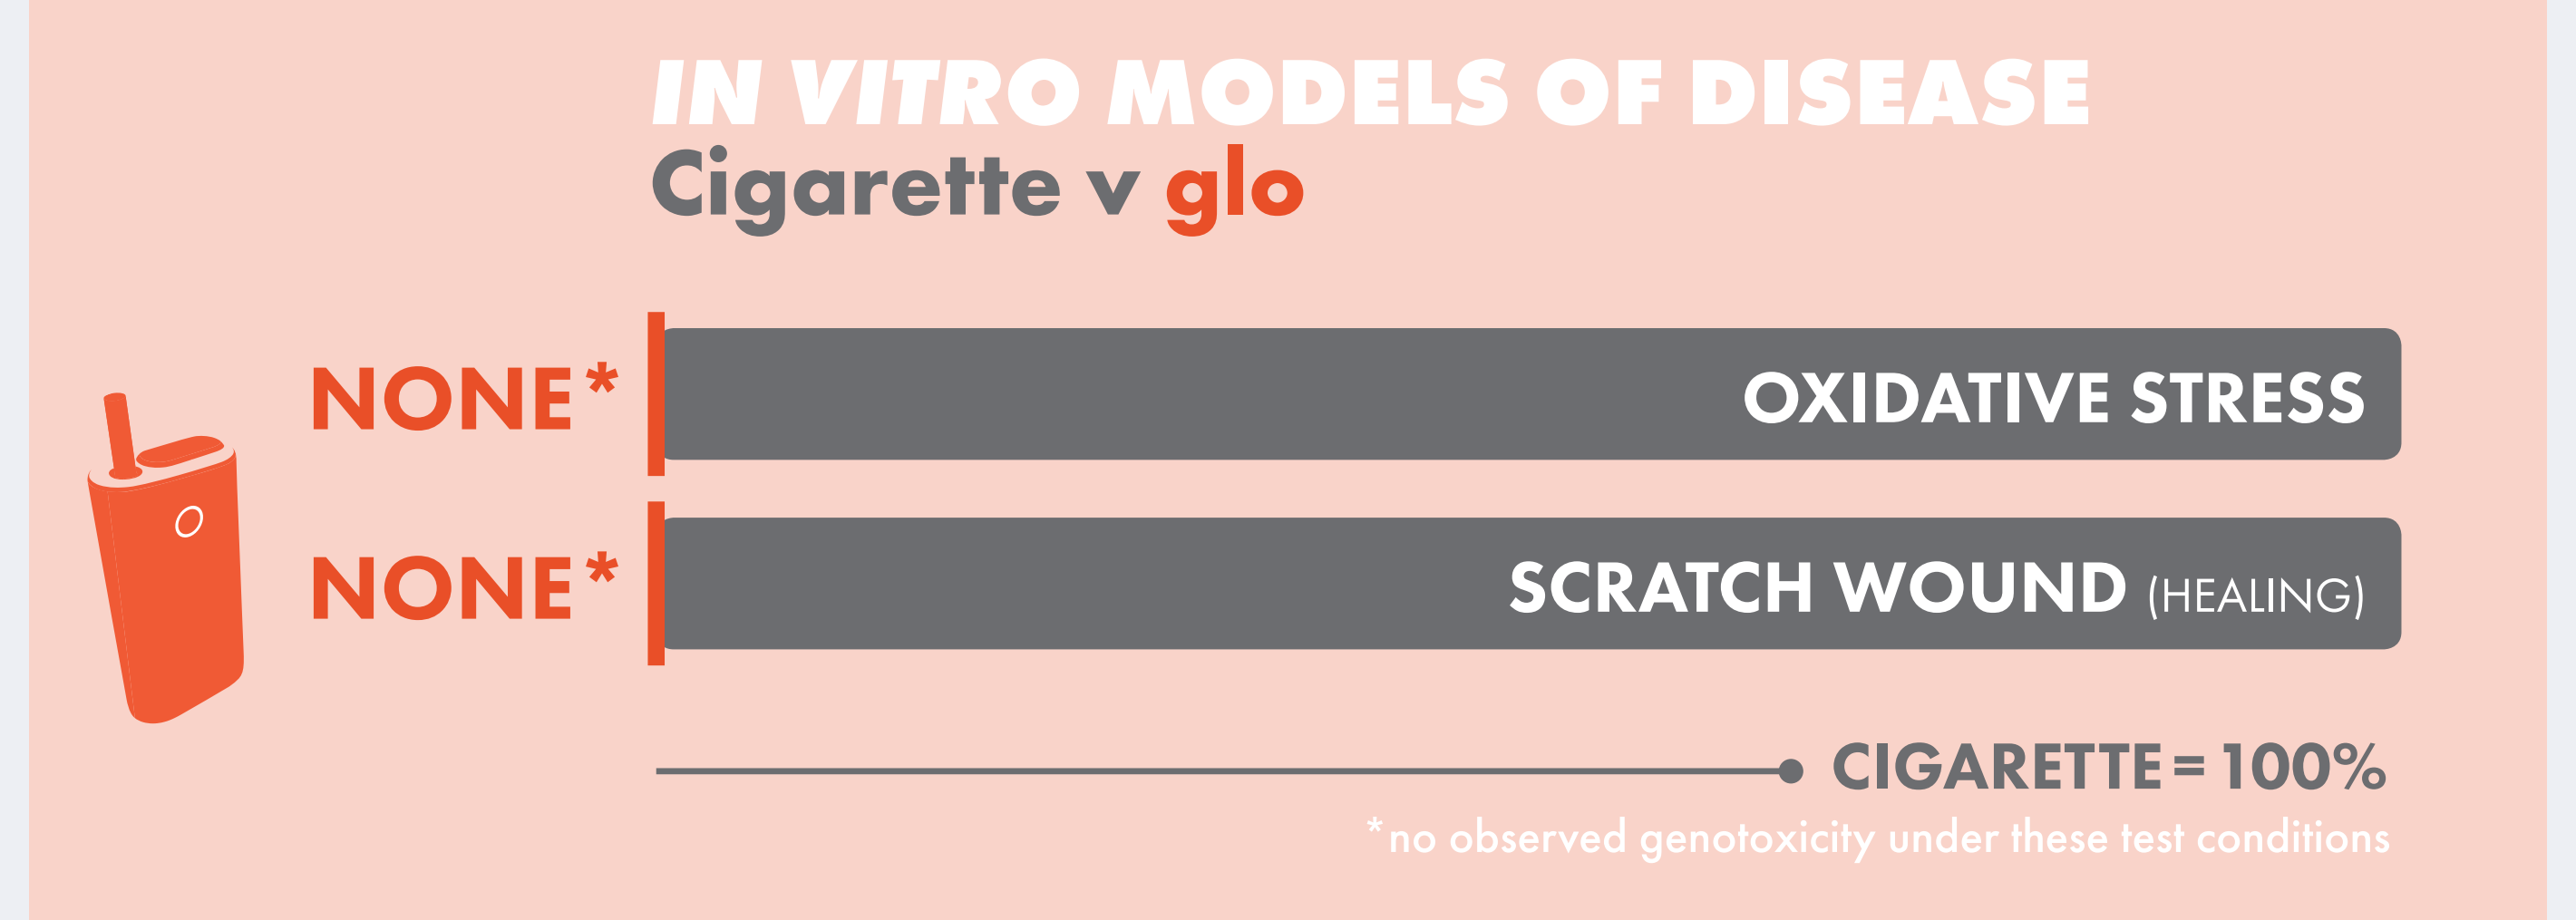 IN VITRO MODELS OF DISEASE
Cigarette v glo
NONE* OXIDATIVE STRESS
NONE* SCRATCH WOUND (HEALING)
CIGARETTE = 100%
*no observed genotoxicity under these test conditions